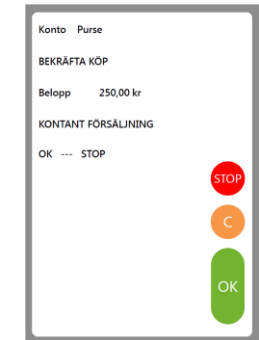 Konto Purse
BEKRÄFTA KÖP
Belopp 250,00 kr
KONTANT FÖRSÄLJNING
OK --- STOP
STOP
C
OK